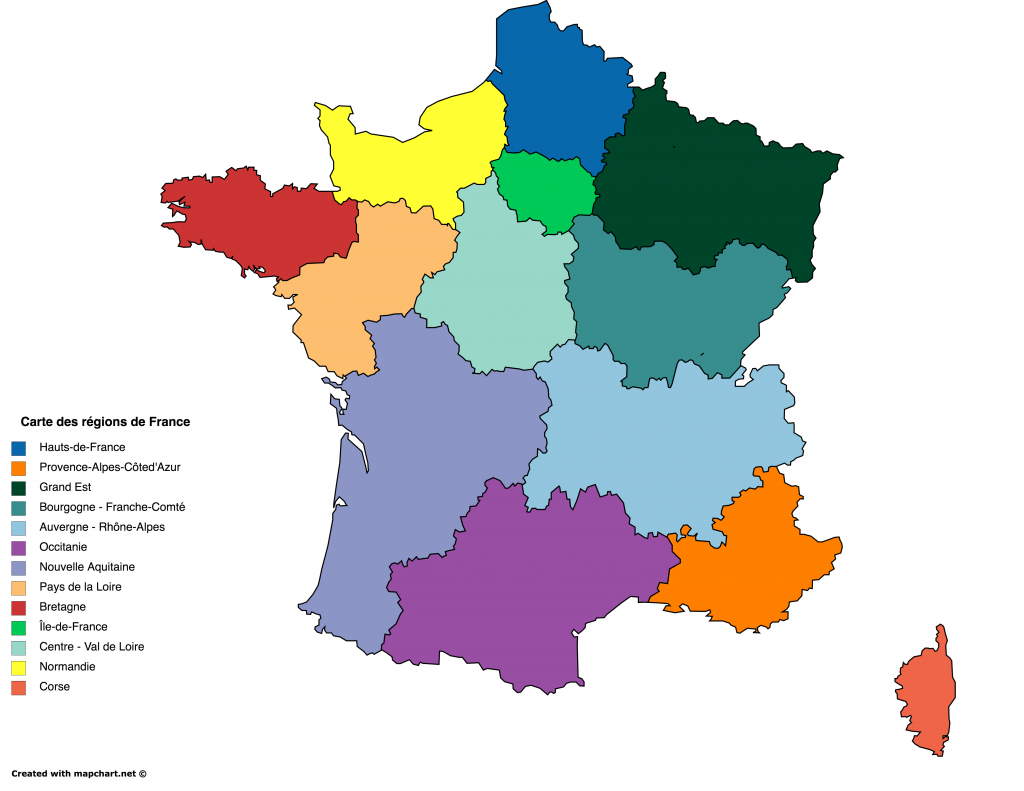 Carte des régions de France
Hauts-de-France
Provence-Alpes-Côted'Azur
Grand Est
Bourgogne - Franche-Comté
Auvergne - Rhône-Alpes
Occitanie
Nouvelle Aquitaine
Pays de la Loire
Bretagne
Île-de-France
Centre - Val de Loire
Normandie
Corse
Created with mapchart.net ©